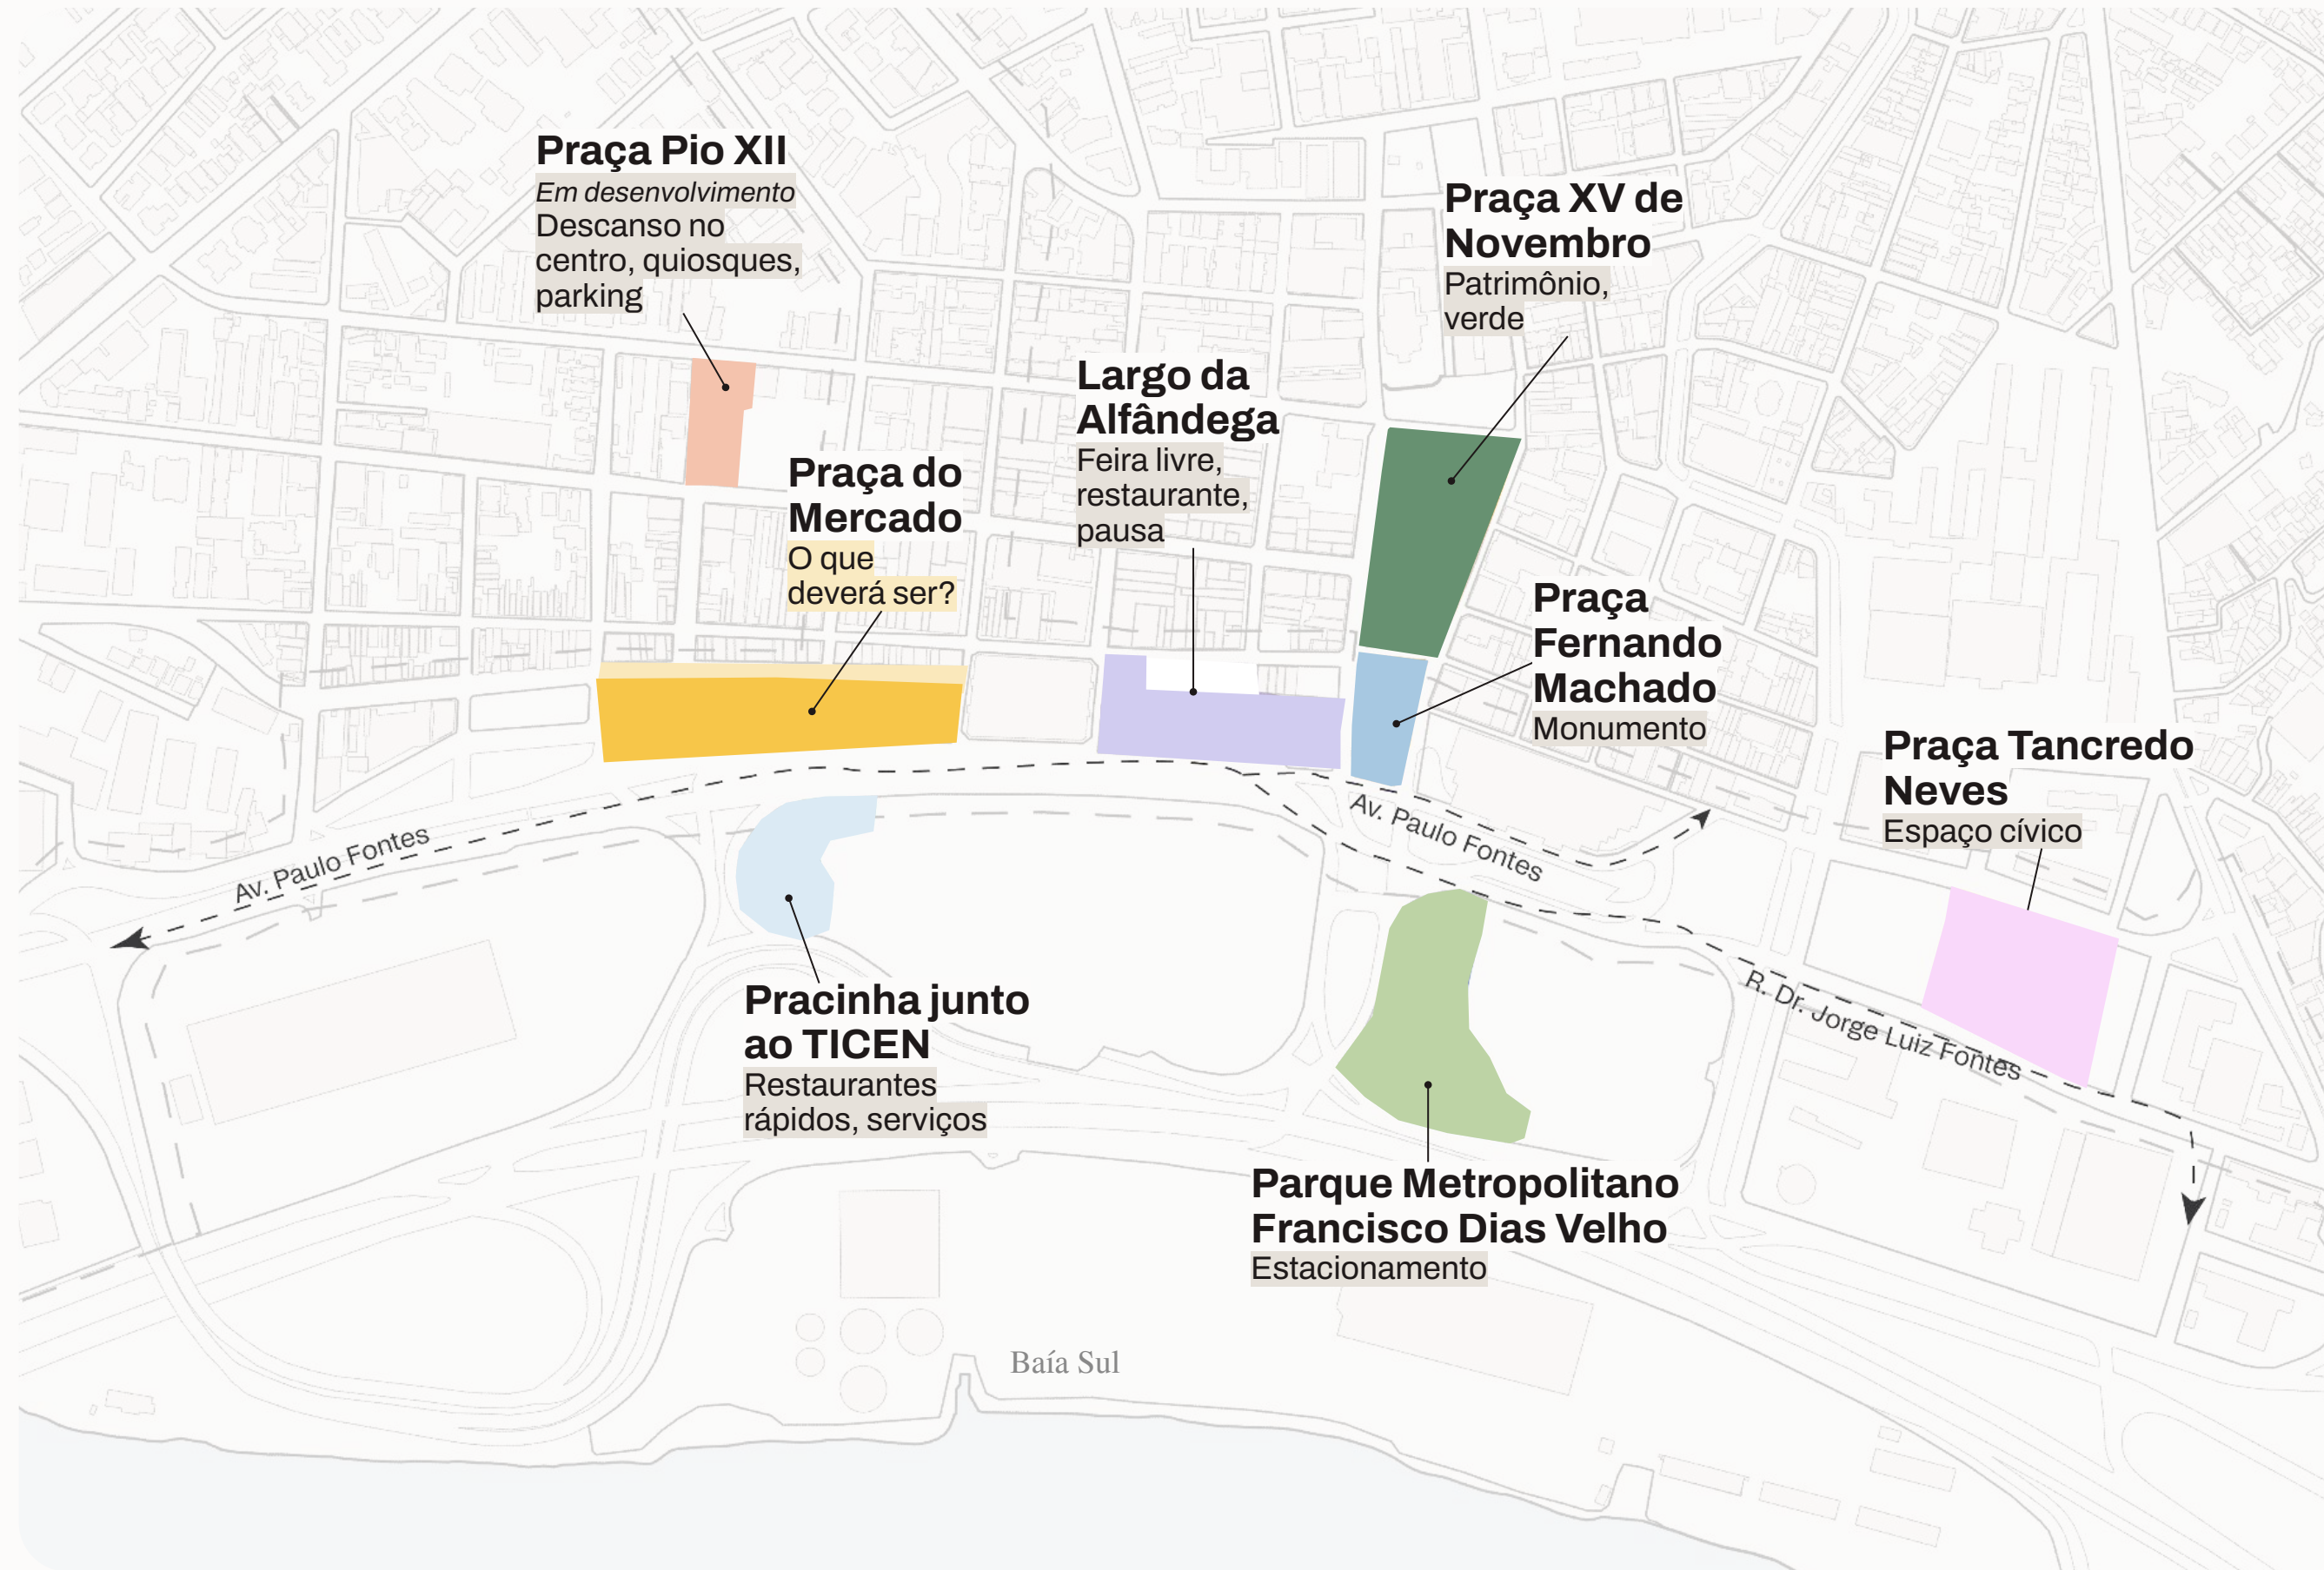 Praça Pio XII
Em desenvolvimento
Descanso no
centro, quiosques,
parking
Praça XV de
Novembro
Patrimônio,
verde
Largo da
Alfândega
Feira livre,
restaurante,
pausa
Praça do
Mercado
O que
deverá ser?
Praça
Fernando
Machado
Monumento
Praça Tancredo
Neves
Espaço cívico
Av. Paulo Fontes
Av. Paulo Fontes
R. Dr. Jorge Luiz Fontes
Pracinha junto
ao TICEN
Restaurantes
rápidos, serviços
Parque Metropolitano
Francisco Dias Velho
Estacionamento
Baía Sul